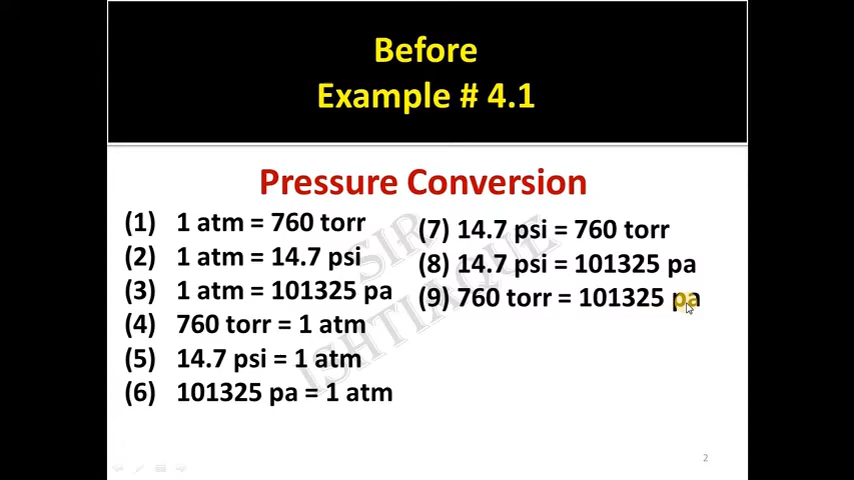 Before
Example # 4.1
Pressure Conversion
(1) 1 atm = 760 torr
(2) 1 atm = 14.7 psi
(3) 1 atm = 101325 pa
(4) 760 torr = 1 atm
(5) 14.7 psi = 1 atm
(6) 101325 pa = 1 atm
(7) 14.7 psi = 760 torr
(8) 14.7 psi = 101325 pa
(9) 760 torr = 101325 pa
SIR
ISHTIAQUE
2